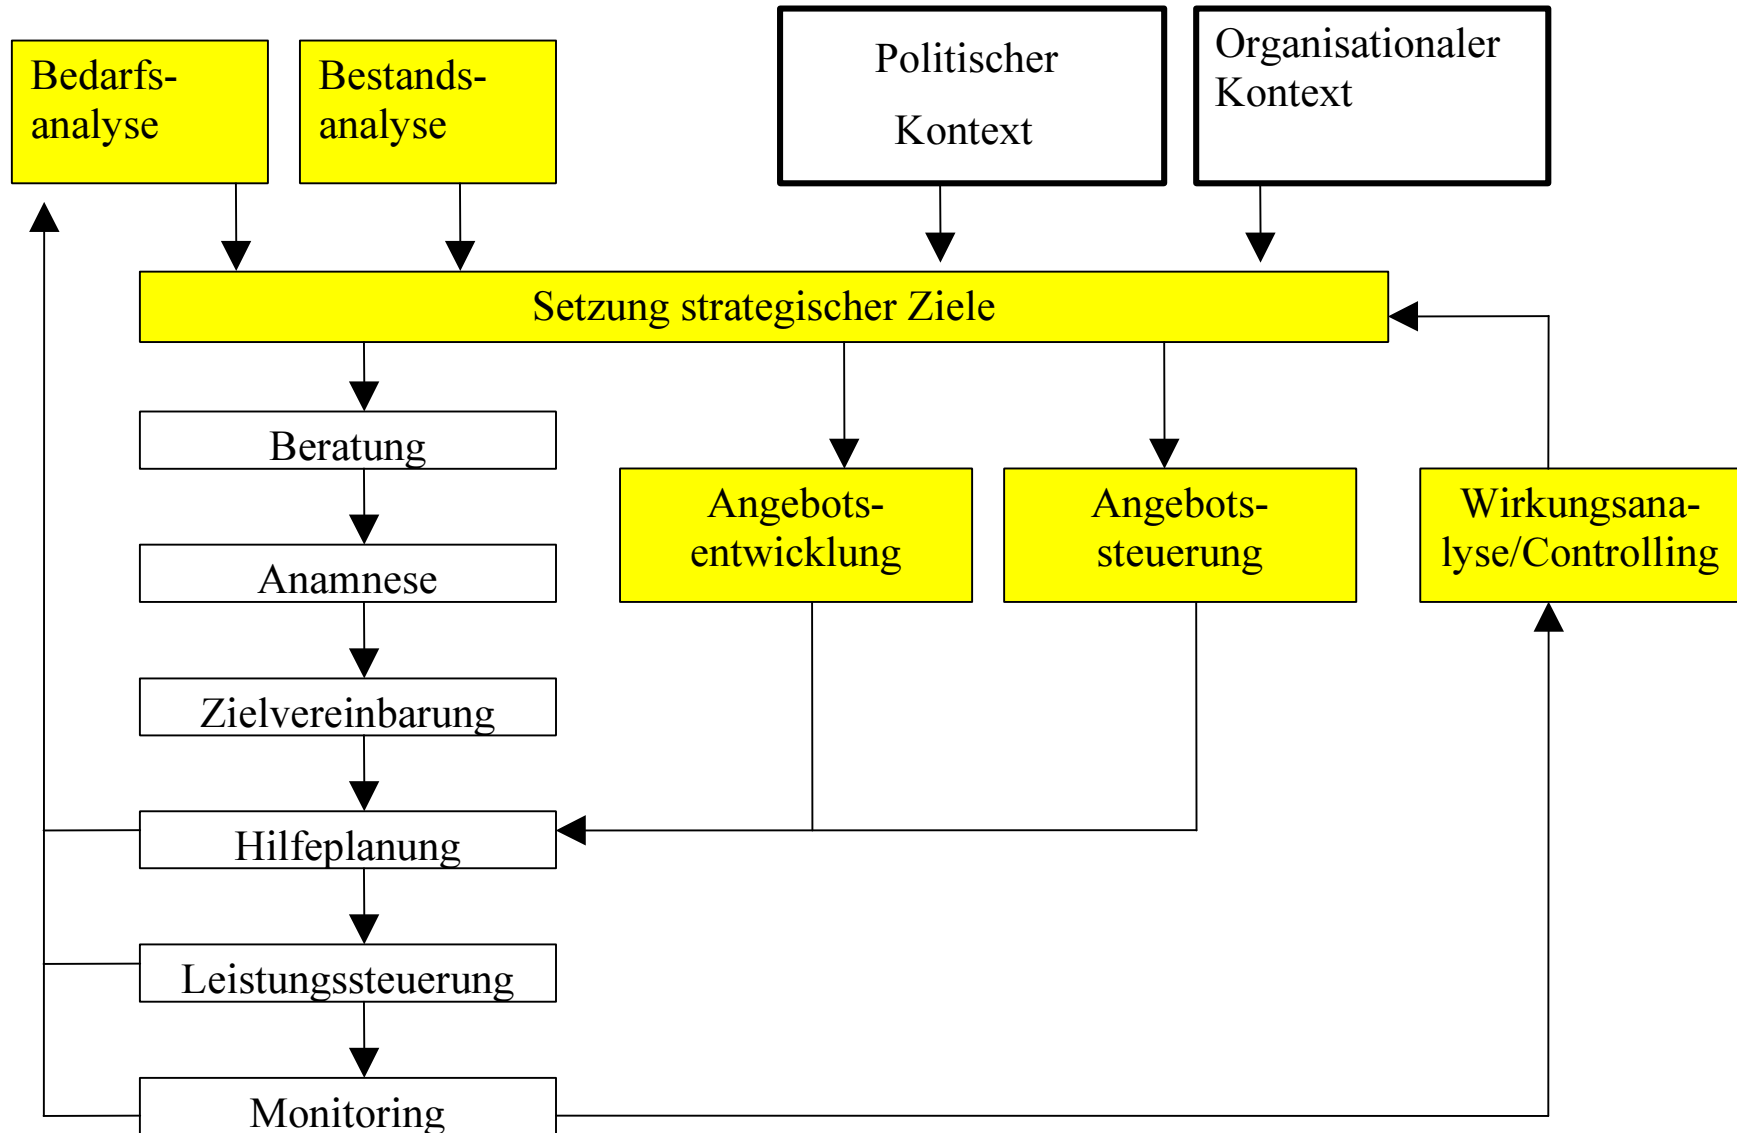 Bedarfs-
analyse
Bestands-
analyse
Politischer
Kontext
Organisationaler
Kontext
Setzung strategischer Ziele
Beratung
Anamnese
Zielvereinbarung
Hilfeplanung
Leistungssteuerung
Monitoring
Angebots-
entwicklung
Angebots-
steuerung
Wirkungsana-
lyse/Controlling